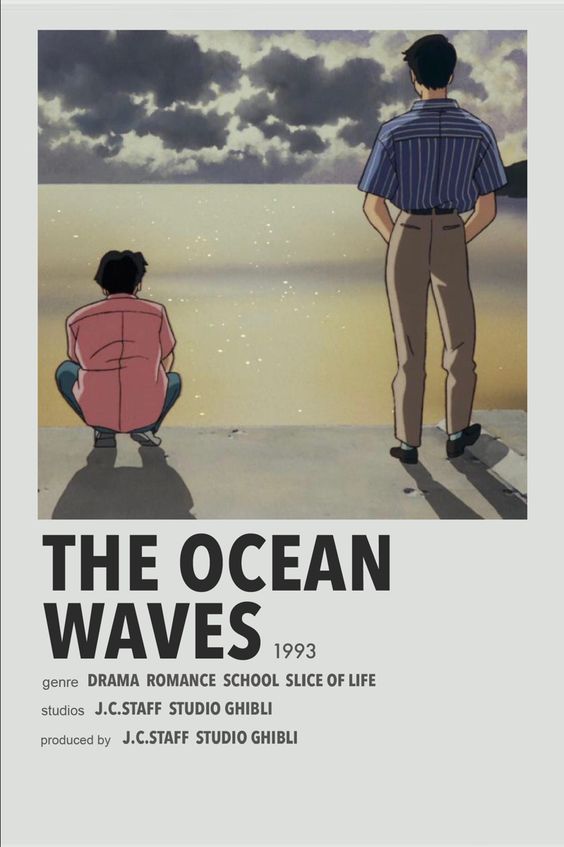 THE OCEAN
WAVES 1993
genre DRAMA ROMANCE SCHOOL SLICE OF LIFE
studios J.C.STAFF STUDIO GHIBLI
produced by J.C.STAFF STUDIO GHIBLI